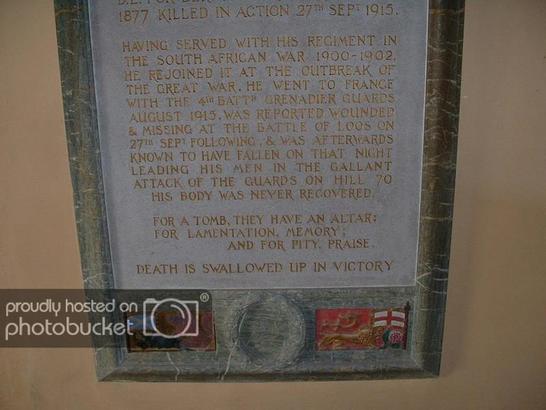 1877 KILLED IN ACTION 27TH SEPT 1915.
HAVING SERVED WITH HIS REGIMENT IN
THE SOUTH AFRICAN WAR 1900-1902,
HE REJOINED IT AT THE OUTBREAK OF
THE GREAT WAR. HE WENT TO FRANCE
WITH THE 4TH BATTN GRENADIER GUARDS
AUGUST 1915, WAS REPORTED WOUNDED
& MISSING AT THE BATTLE OF LOOS ON
27TH SEPT FOLLOWING, & WAS AFTERWARDS
KNOWN TO HAVE FALLEN ON THAT NIGHT
LEADING HIS MEN IN THE GALLANT
ATTACK OF THE GUARDS ON HILL 70
HIS BODY WAS NEVER RECOVERED.
FOR A TOMB, THEY HAVE AN ALTAR;
FOR LAMENTATION, MEMORY;
AND FOR PITY, PRAISE.
DEATH IS SWALLOWED UP IN VICTORY
proudly hosted on
photobucket®